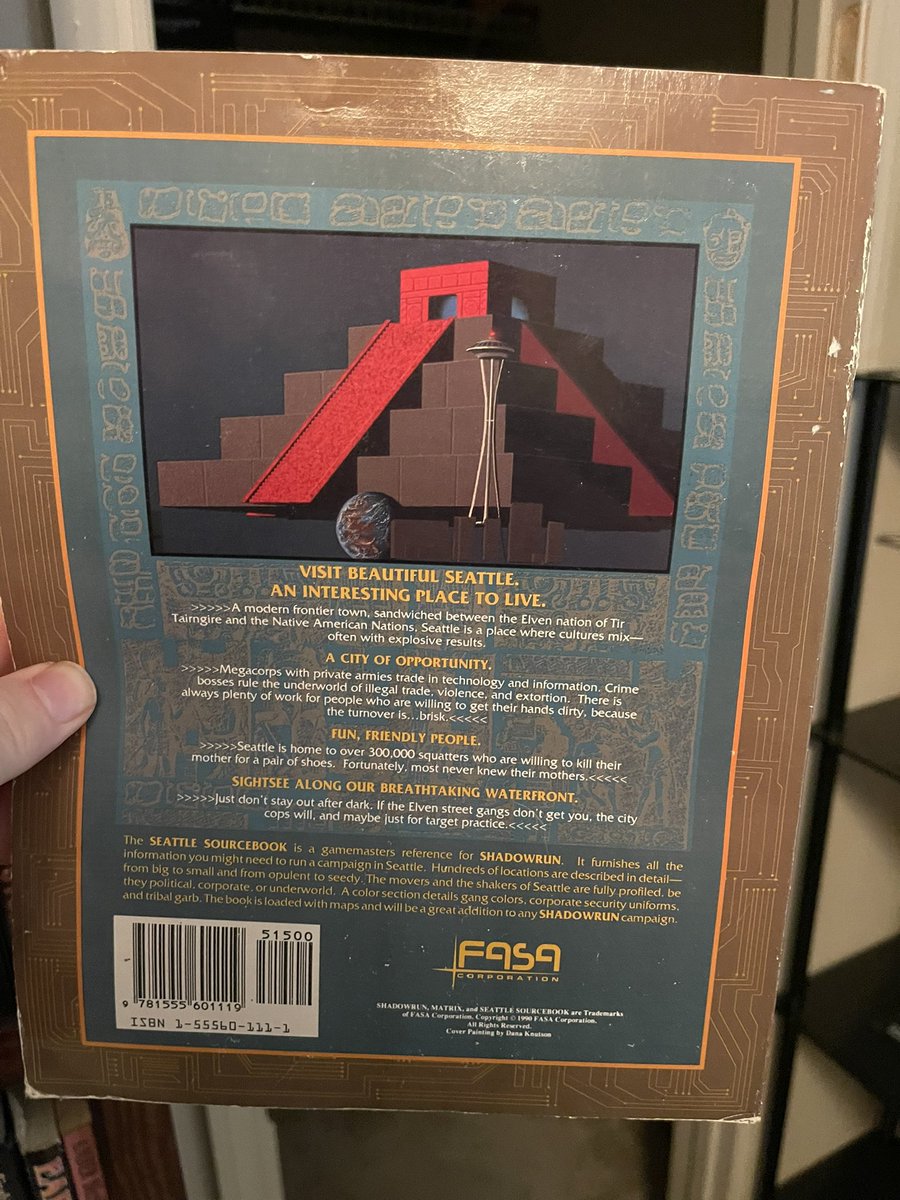 VISIT BEAUTIFUL SEATTLE.
AN INTERESTING PLACE TO LIVE.
>>>>>A modern frontier town, sandwiched between the Elven nation of Tir
Tairngire and the Native American Nations, Seattle is a place where cultures mix—
often with explosive results.
A CITY OF OPPORTUNITY.
>>>>>Megacorps with private armies trade in technology and information. Crime
bosses rule the underworld of illegal trade, violence, and extortion. There is
always plenty of work for people who are willing to get their hands dirty, because
the turnover is...brisk.<<<<<
FUN, FRIENDLY PEOPLE.
>>>>>Seattle is home to over 300,000 squatters who are willing to kill their
mother for a pair of shoes. Fortunately, most never knew their mothers.<<<<<
SIGHTSEE ALONG OUR BREATHTAKING WATERFRONT.
>>>>>Just don't stay out after dark. If the Elven street gangs don't get you, the city
cops will, and maybe just for target practice.<<<<<
The SEATTLE SOURCEBOOK is a gamemasters reference for SHADOWRUN. It furnishes all the
information you might need to run a campaign in Seattle. Hundreds of locations are described in detail—
from big to small and from opulent to seedy. The movers and the shakers of Seattle are fully profiled, be
they political, corporate, or underworld. A color section details gang colors, corporate security uniforms,
and tribal garb. The book is loaded with maps and will be a great addition to any SHADOWRUN campaign.
51500
9 781555 601119
ISBN 1-55560-111-1
FASA
CORPORATION
SHADOWRUN, MATRIX, and SEATTLE SOURCEBOOK are Trademarks
of FASA Corporation. Copyright © 1990 FASA Corporation.
All Rights Reserved.
Cover Painting by Dana Knutson